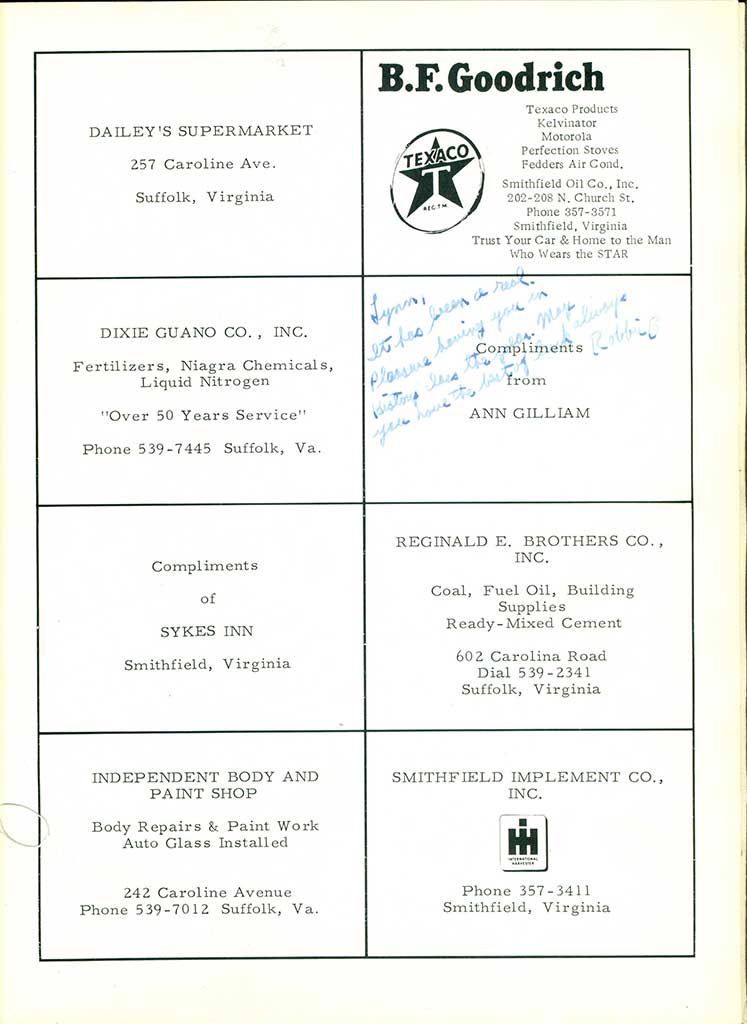 DAILEY'S SUPERMARKET
257 Caroline Ave.
Suffolk, Virginia
B.F.Goodrich
TEXACO
T
REG. T.M.
Texaco Products
Kelvinator
Motorola
Perfection Stoves
Fedders Air Cond.
Smithfield Oil Co., Inc.
202-208 N. Church St.
Phone 357-3571
Smithfield, Virginia
Trust Your Car & Home to the Man
Who Wears the STAR
DIXIE GUANO CO., INC.
Fertilizers, Niagra Chemicals,
Liquid Nitrogen
"Over 50 Years Service"
Phone 539-7445 Suffolk, Va.
Lynn,
It has been a real
Pleasure having you in
History class this year. May
you have the best of luck always
Robbie B
Compliments
from
ANN GILLIAM
Compliments
of
SYKES INN
Smithfield, Virginia
REGINALD E. BROTHERS CO.,
INC.
Coal, Fuel Oil, Building
Supplies
Ready-Mixed Cement
602 Carolina Road
Dial 539-2341
Suffolk, Virginia
INDEPENDENT BODY AND
PAINT SHOP
Body Repairs & Paint Work
Auto Glass Installed
242 Caroline Avenue
Phone 539-7012 Suffolk, Va.
SMITHFIELD IMPLEMENT CO.,
INC.
INTERNATIONAL
HARVESTER
Phone 357-3411
Smithfield, Virginia